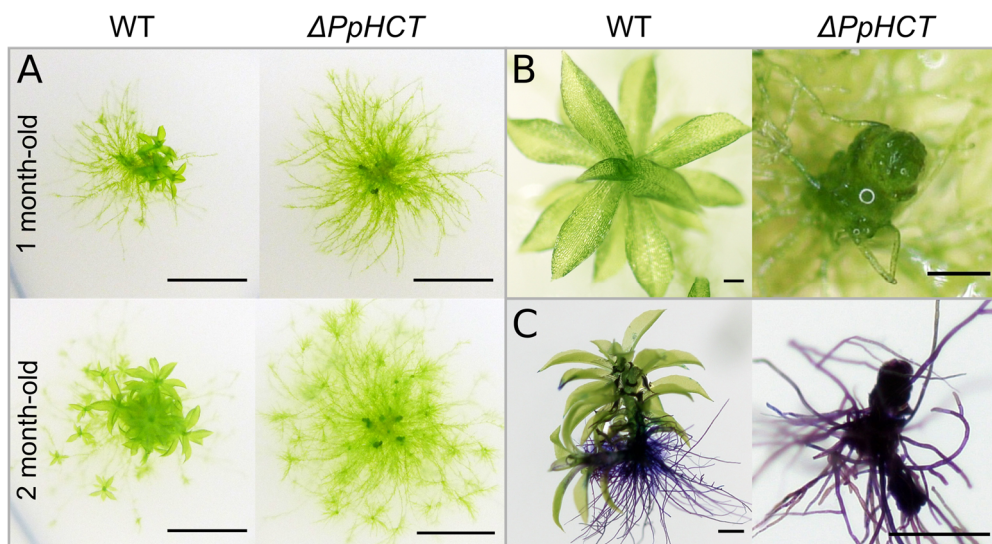 WT ΔPpHCT WT ΔPpHCT
A B
1 month-old
C
2 month-old